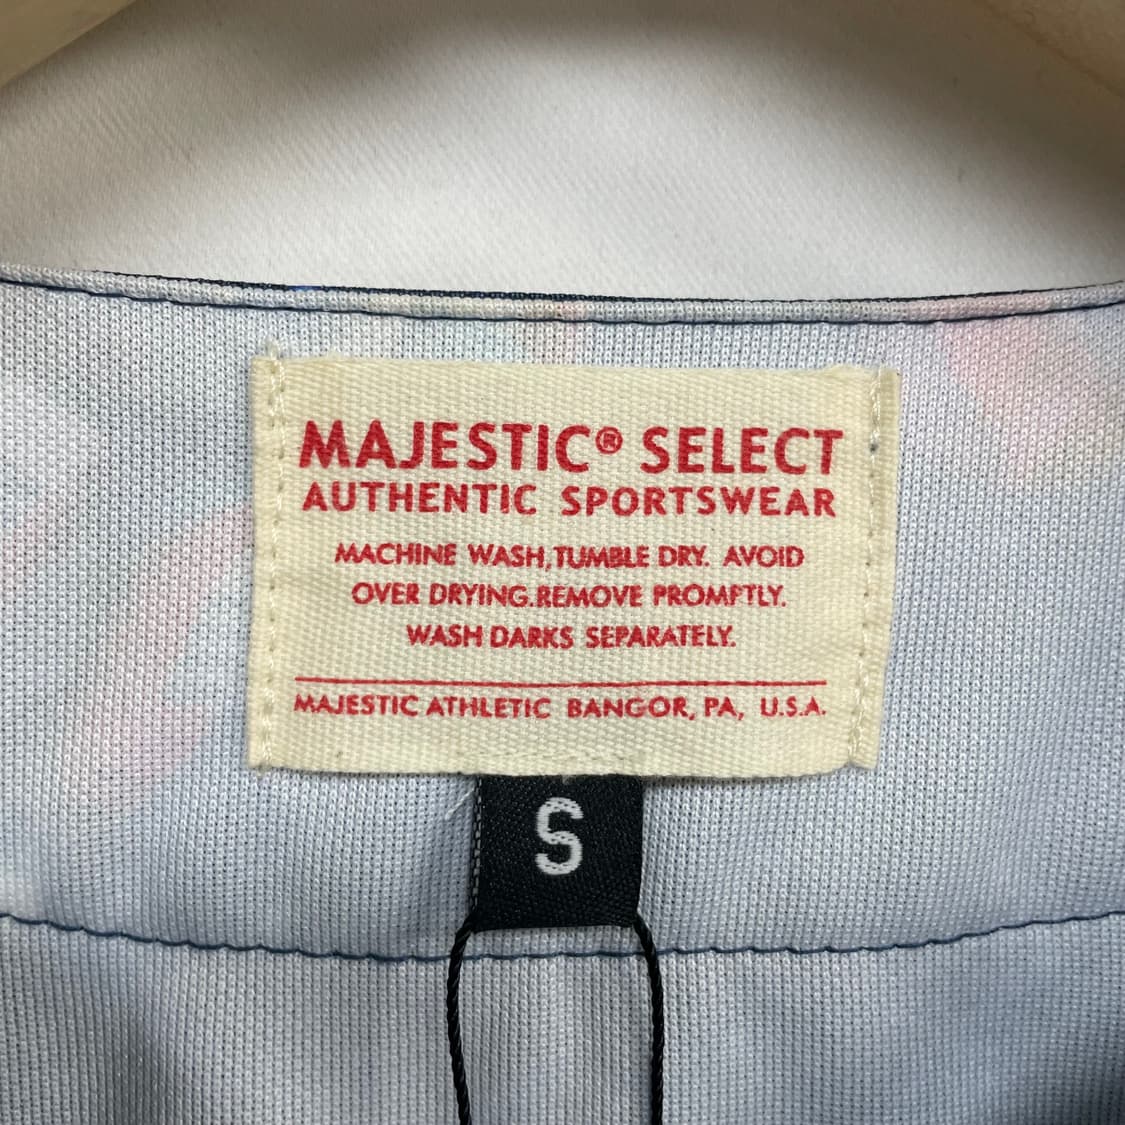 MAJESTIC® SELECT
AUTHENTIC SPORTSWEAR
MACHINE WASH, TUMBLE DRY. AVOID
OVER DRYING. REMOVE PROMPTLY.
WASH DARKS SEPARATELY.
MAJESTIC ATHLETIC BANGOR, PA, U.S.A.
S